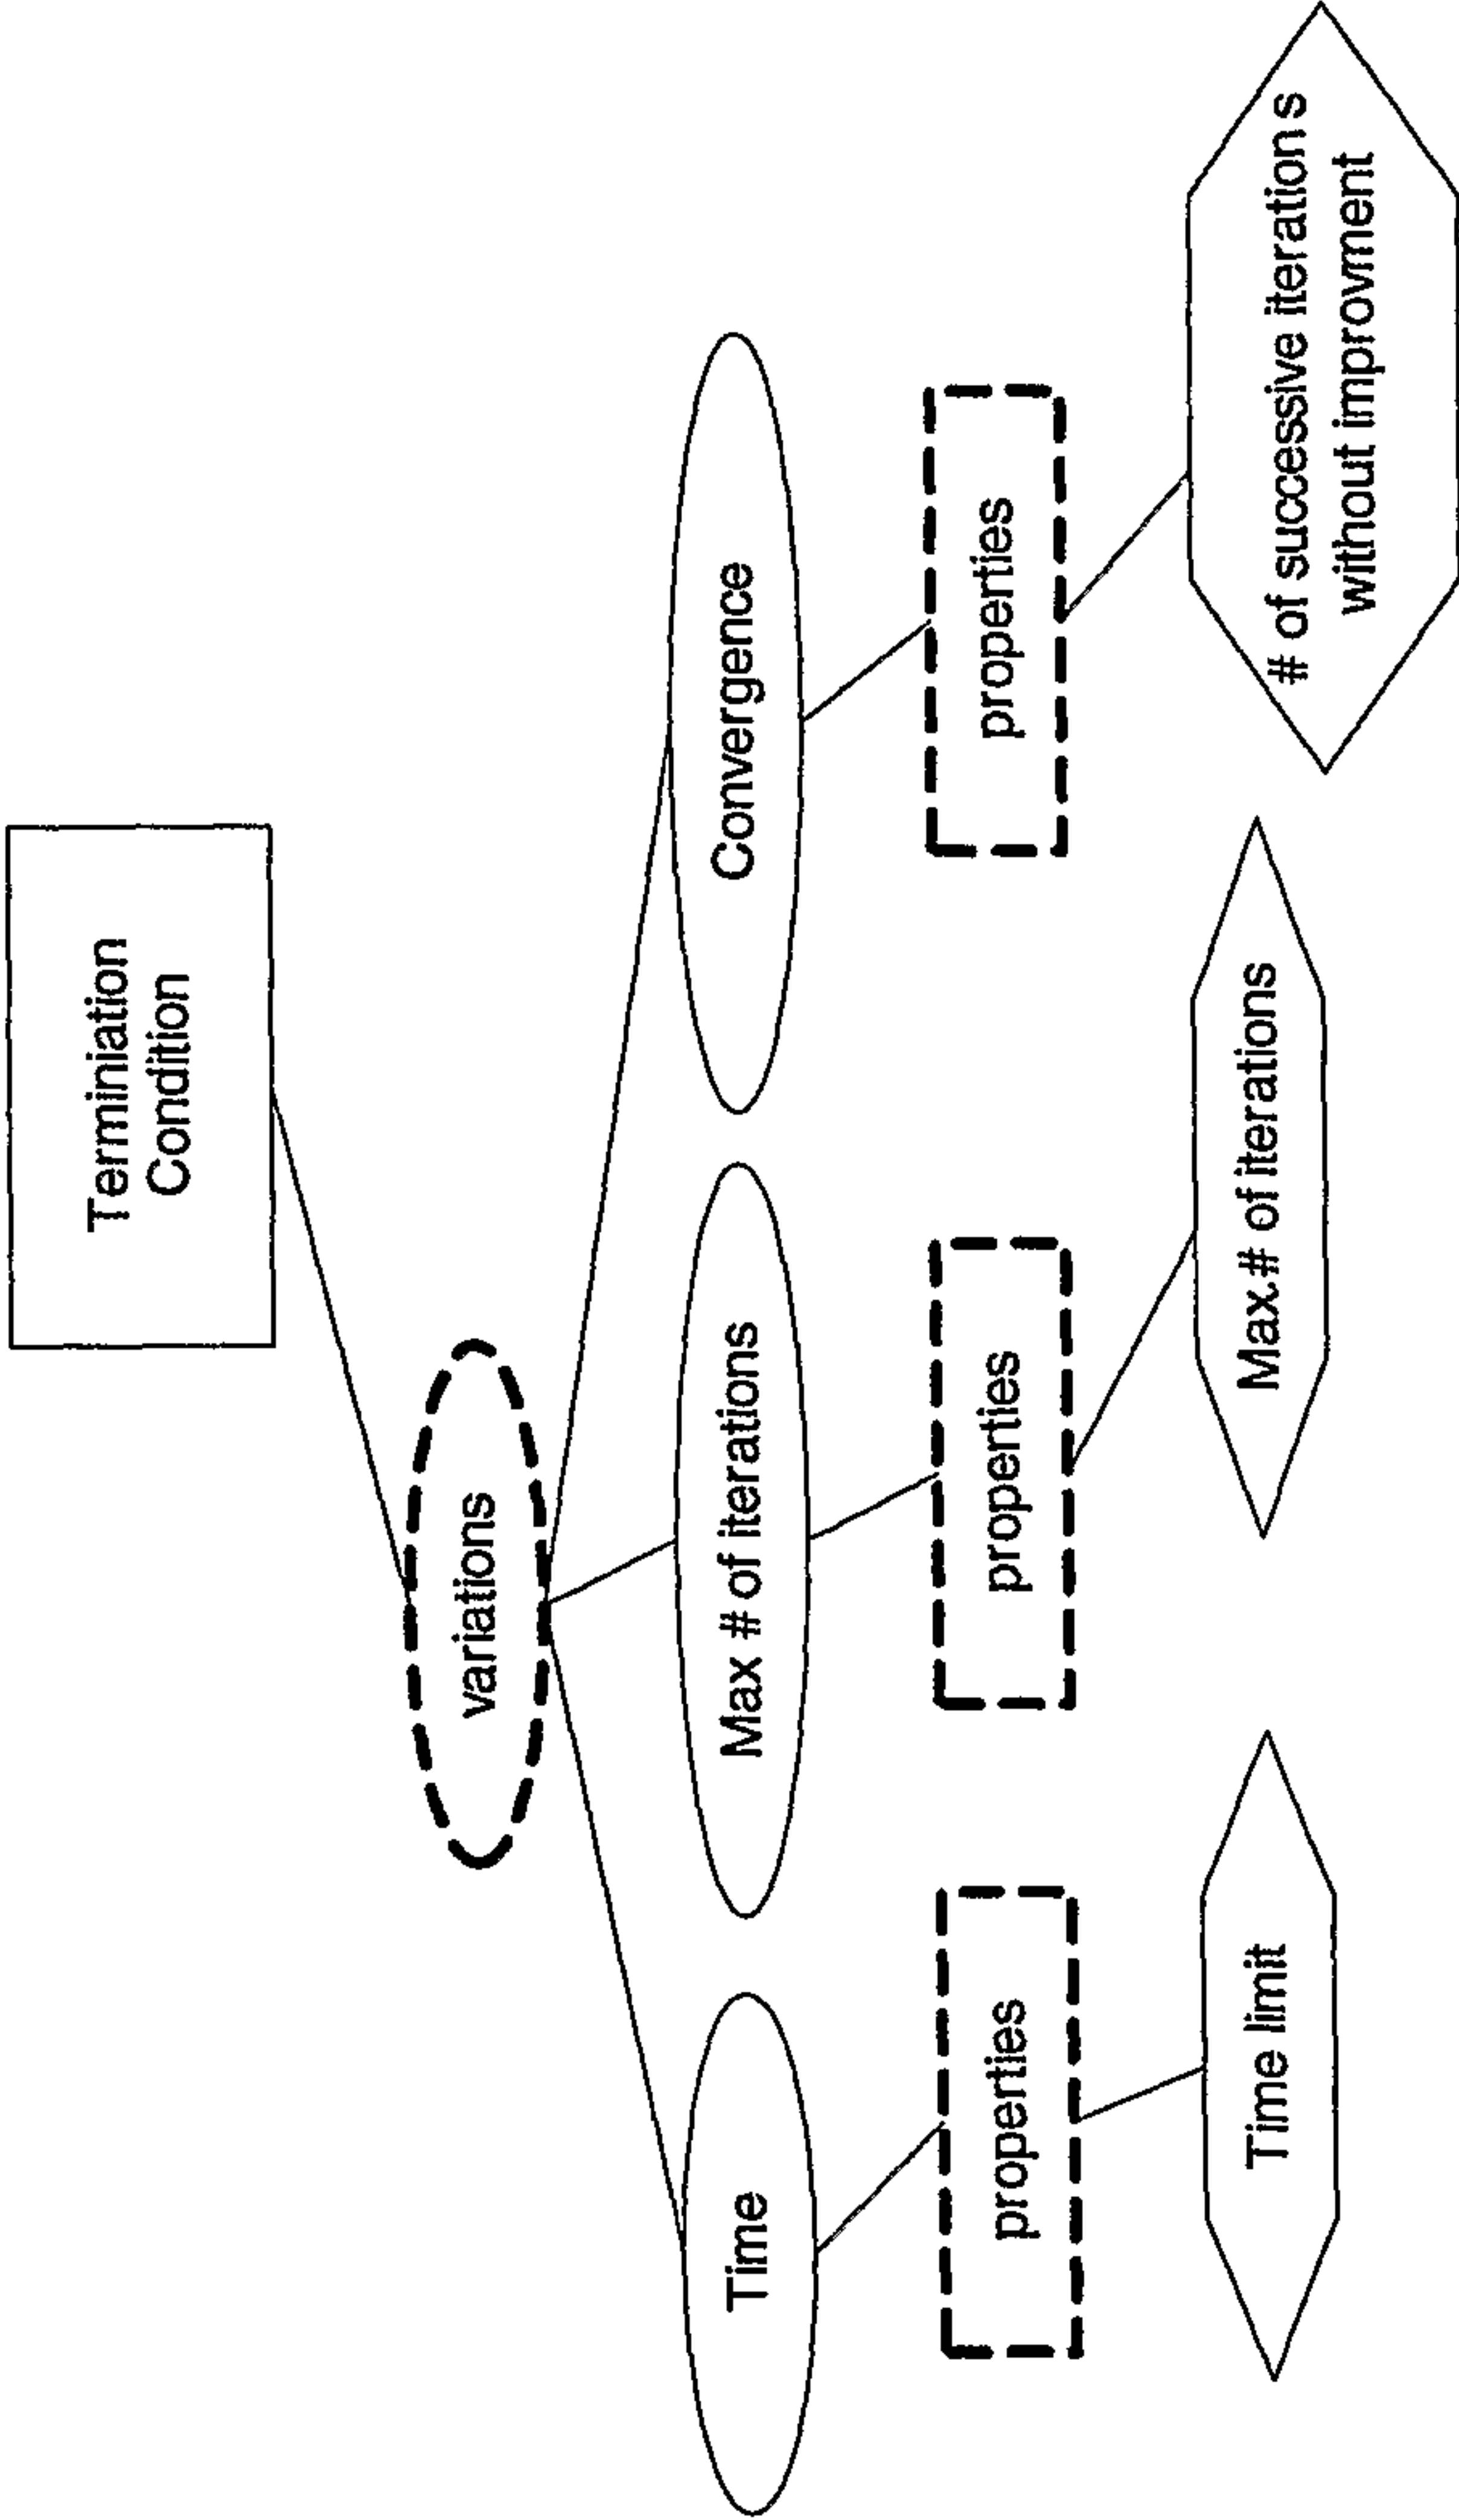 Terminiation
Condition
variations
Time
Max # of iterations
Convergence
properties
properties
properties
Time limit
Max.# of iterations
# of successive iterations
without improvment